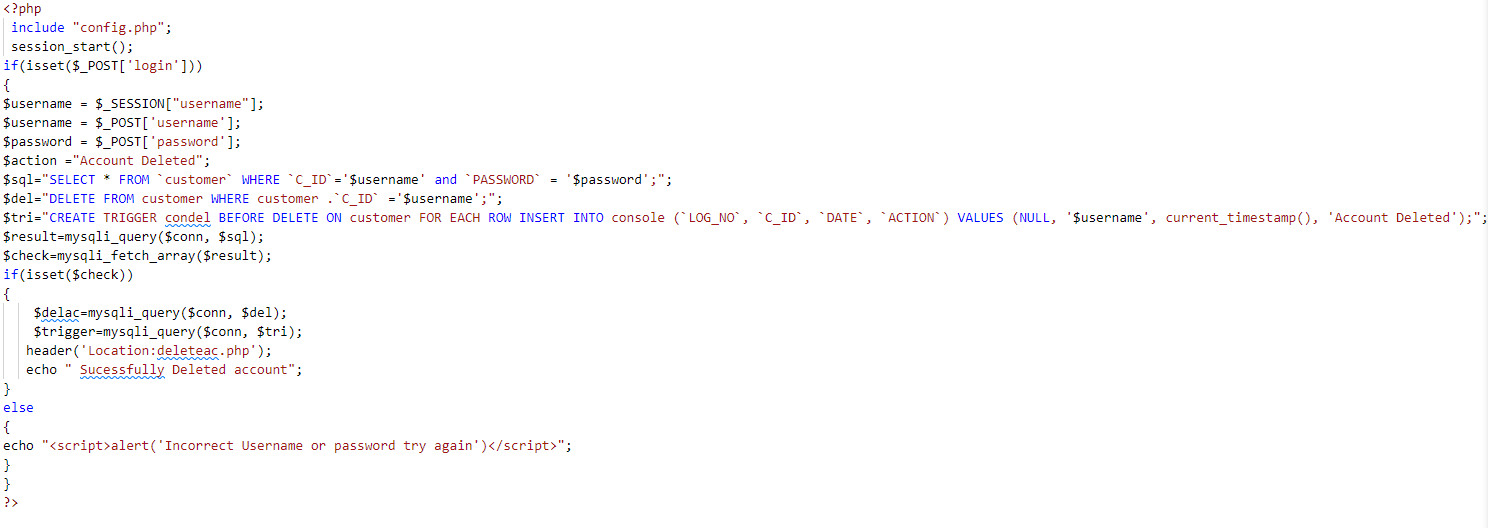 <?php
include "config.php";
session_start();
if(isset($_POST['login']))
{
$username = $_SESSION["username"];
$username = $_POST['username'];
$password = $_POST['password'];
$action ="Account Deleted";
$sql="SELECT * FROM `customer` WHERE `C_ID`='$username' and `PASSWORD` = '$password';";
$del="DELETE FROM customer WHERE customer .`C_ID` ='$username';";
$tri="CREATE TRIGGER condel BEFORE DELETE ON customer FOR EACH ROW INSERT INTO console (`LOG_NO`, `C_ID`, `DATE`, `ACTION`) VALUES (NULL, '$username', current_timestamp(), 'Account Deleted');";
$result=mysqli_query($conn, $sql);
$check=mysqli_fetch_array($result);
if(isset($check))
{
$delac=mysqli_query($conn, $del);
$trigger=mysqli_query($conn, $tri);
header('Location:deleteac.php');
echo " Sucessfully Deleted account";
}
else
{
echo "<script>alert('Incorrect Username or password try again')</script>";
}
}
?>